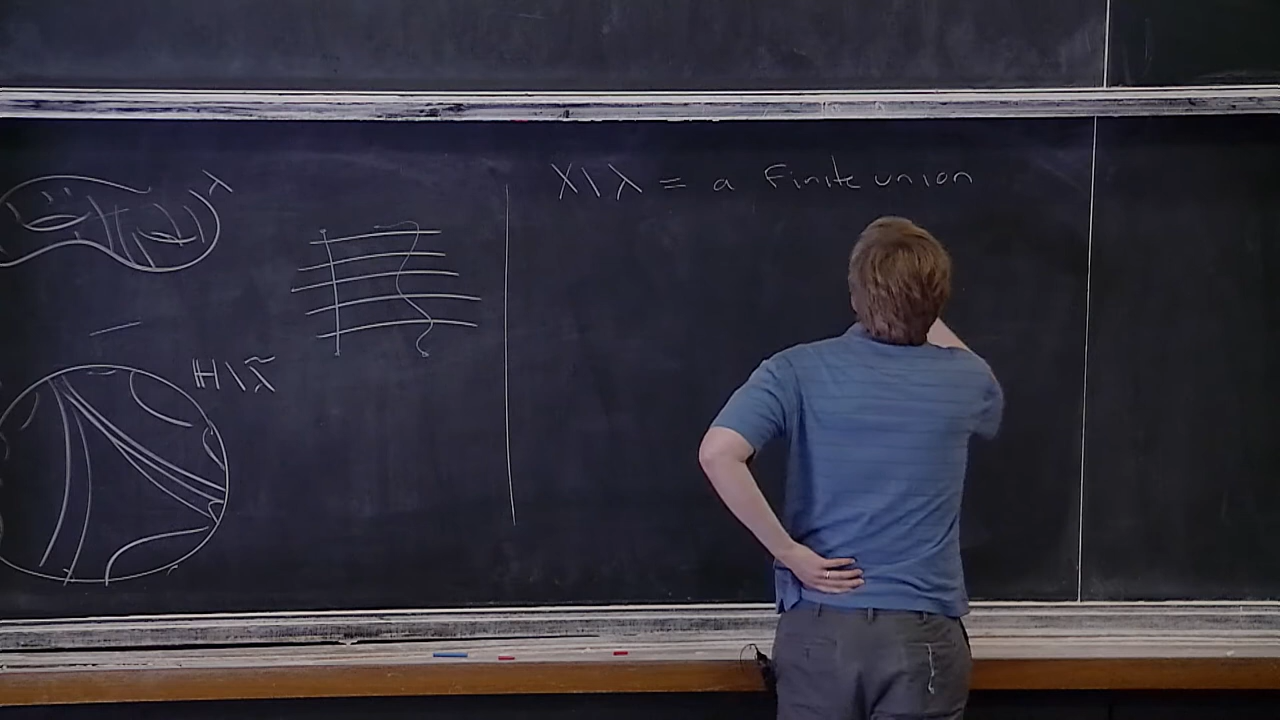 λ
ℍ\λ̃
X\λ = a finite union